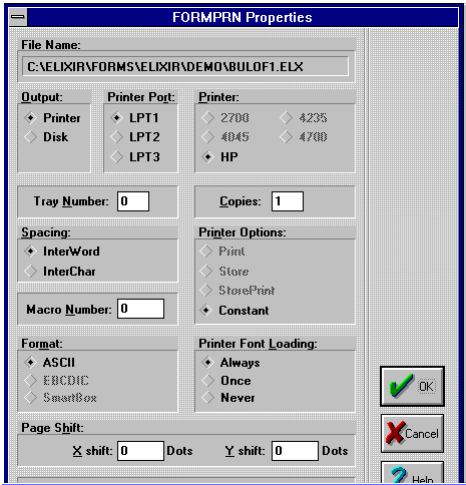 FORMPRN Properties
File Name:
C:\ELIXIR\FORMS\ELIXIR\DEMO\BULOF1.ELX
Output: Printer Port: Printer:
Printer LPT1 2700 4235
Disk LPT2 4045 4700
LPT3 HP
Tray Number: 0 Copies: 1
Spacing: Printer Options:
InterWord Print
InterChar Store
StorePrint
Macro Number: 0 Constant
Format: Printer Font Loading:
ASCII Always
EBCDIC Once
SmartBox Never
OK
Page Shift:
X shift: 0 Dots Y shift: 0 Dots
Cancel
Help